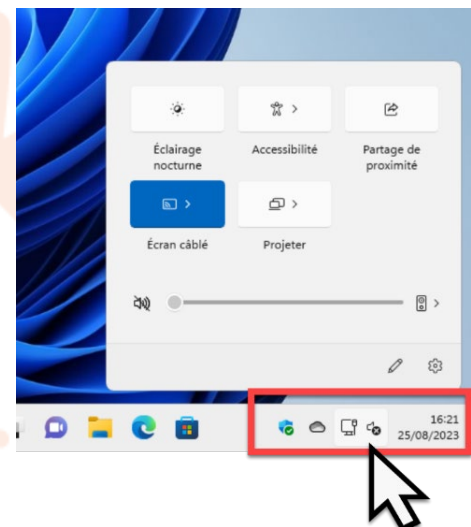 Éclairage
nocturne
Accessibilité
Partage de
proximité
Écran câblé
Projeter
16:21
25/08/2023